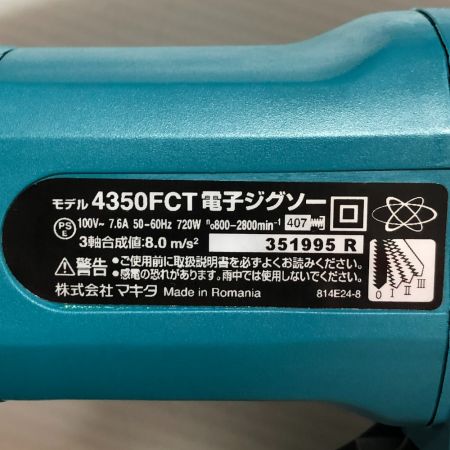 モデル 4350FCT 電子ジグソー
PS E 100V~ 7.6A 50-60Hz 720W n0800-2800min-1 407
3軸合成値:8.0 m/s² 351995 R
警告 ●ご使用前に取扱説明書を必ずよくお読みください。
●感電の恐れがあります。雨中では使用しないでください。
株式会社 マキタ Made in Romania 814E24-8
0 I II III